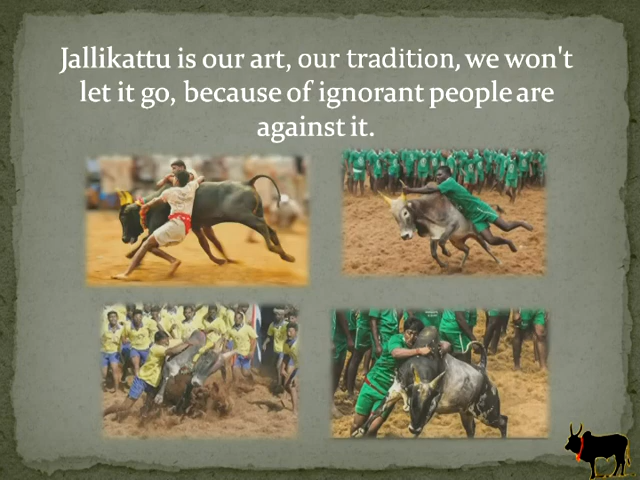 Jallikattu is our art, our tradition, we won't
let it go, because of ignorant people are
against it.